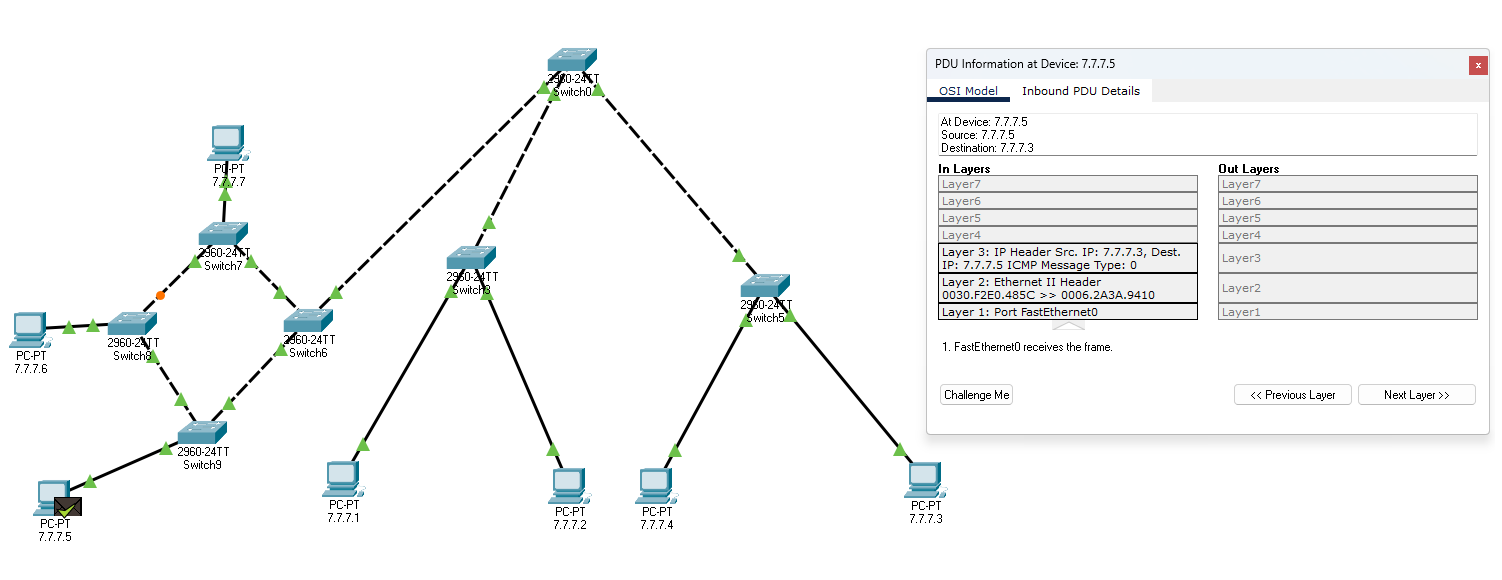 2960-24TT
Switch0
PC-PT
7.7.7.7
2960-24TT
Switch7
2960-24TT
Switch3
2960-24TT
Switch5
2960-24TT
Switch8
PC-PT
7.7.7.6
2960-24TT
Switch6
2960-24TT
Switch9
PC-PT
7.7.7.5
PC-PT
7.7.7.1
PC-PT
7.7.7.2
PC-PT
7.7.7.4
PC-PT
7.7.7.3
PDU Information at Device: 7.7.7.5
x
OSI Model
Inbound PDU Details
At Device: 7.7.7.5
Source: 7.7.7.5
Destination: 7.7.7.3
In Layers
Layer7
Layer6
Layer5
Layer4
Layer 3: IP Header Src. IP: 7.7.7.3, Dest.
IP: 7.7.7.5 ICMP Message Type: 0
Layer 2: Ethernet II Header
0030.F2E0.485C >> 0006.2A3A.9410
Layer 1: Port FastEthernet0
Out Layers
Layer7
Layer6
Layer5
Layer4
Layer3
Layer2
Layer1
1. FastEthernet0 receives the frame.
Challenge Me
<< Previous Layer
Next Layer >>